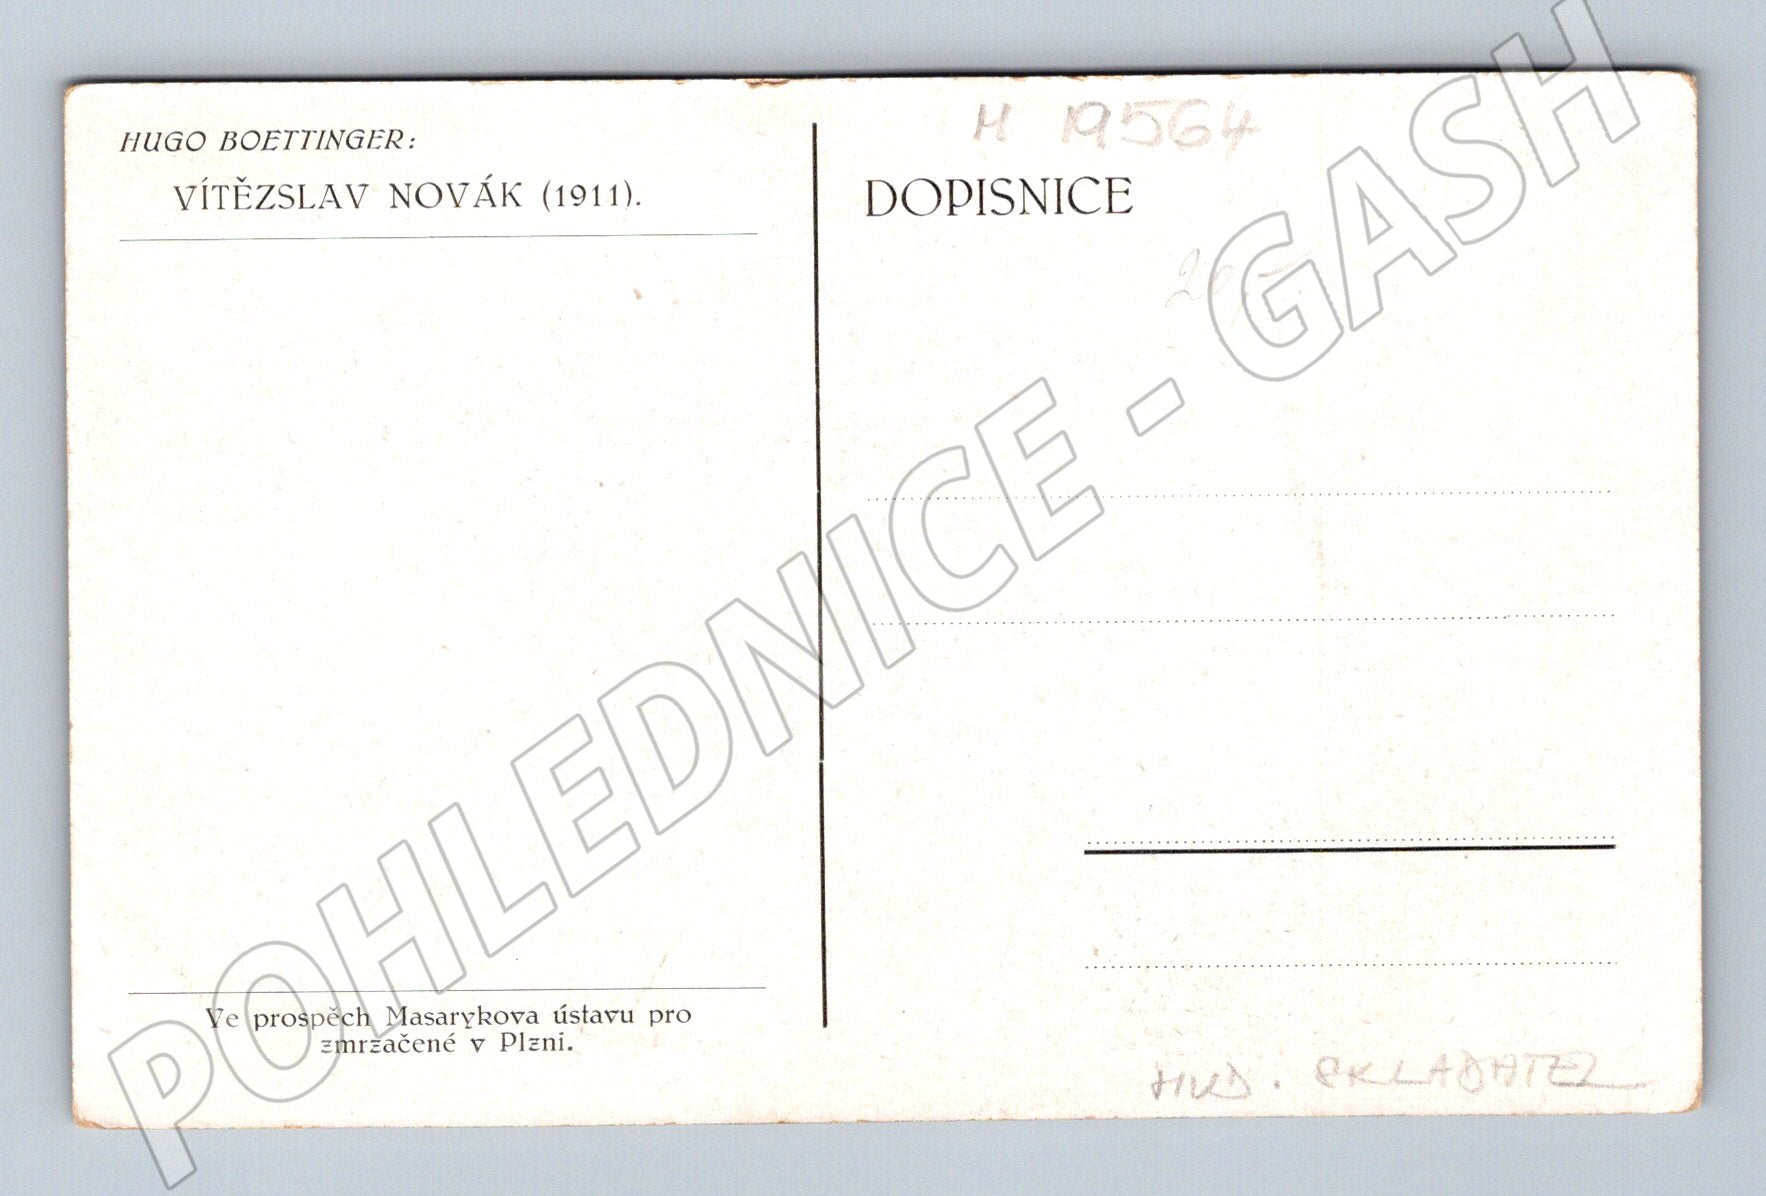 HUGO BOETTINGER:
VÍTĚZSLAV NOVÁK (1911).
Ve prospěch Masarykova ústavu pro
zmrzačené v Plzni.
H 19564
DOPISNICE
HUD. SKLADATEL
POHLEDNICE - GASH